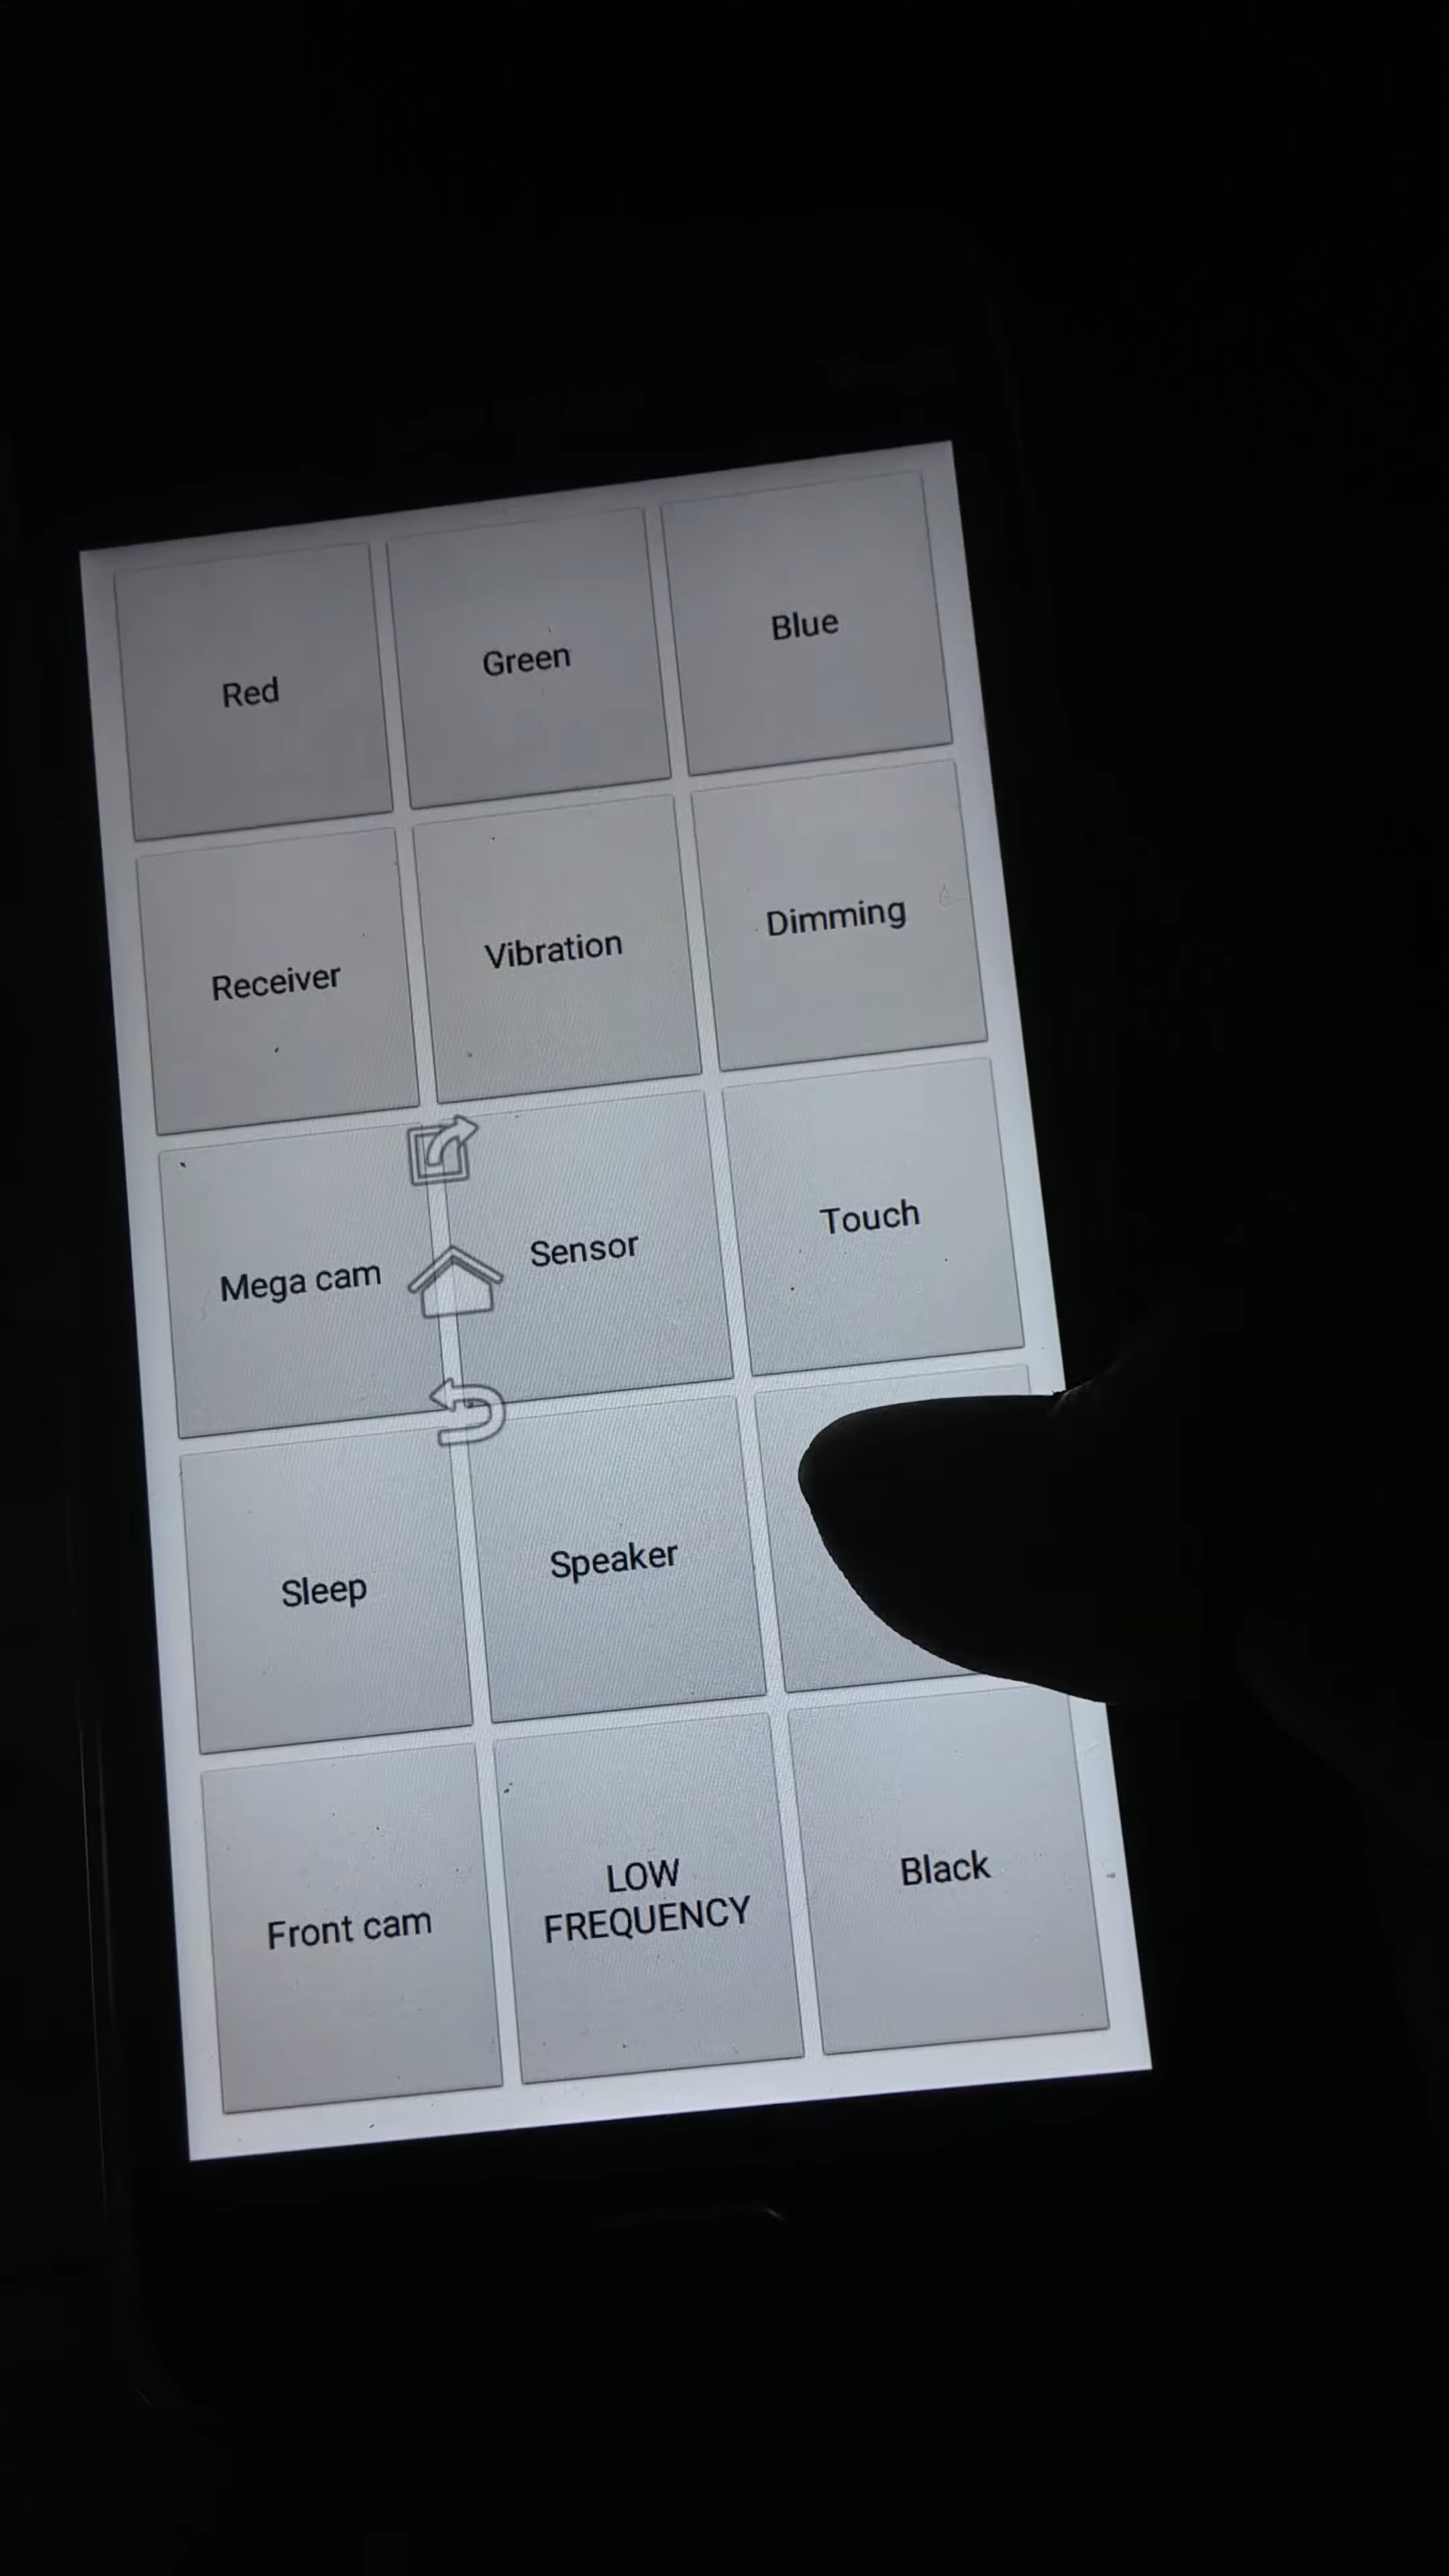 Red
Green
Blue
Receiver
Vibration
Dimming
Mega cam
Sensor
Touch
Sleep
Speaker
Front cam
LOW
FREQUENCY
Black